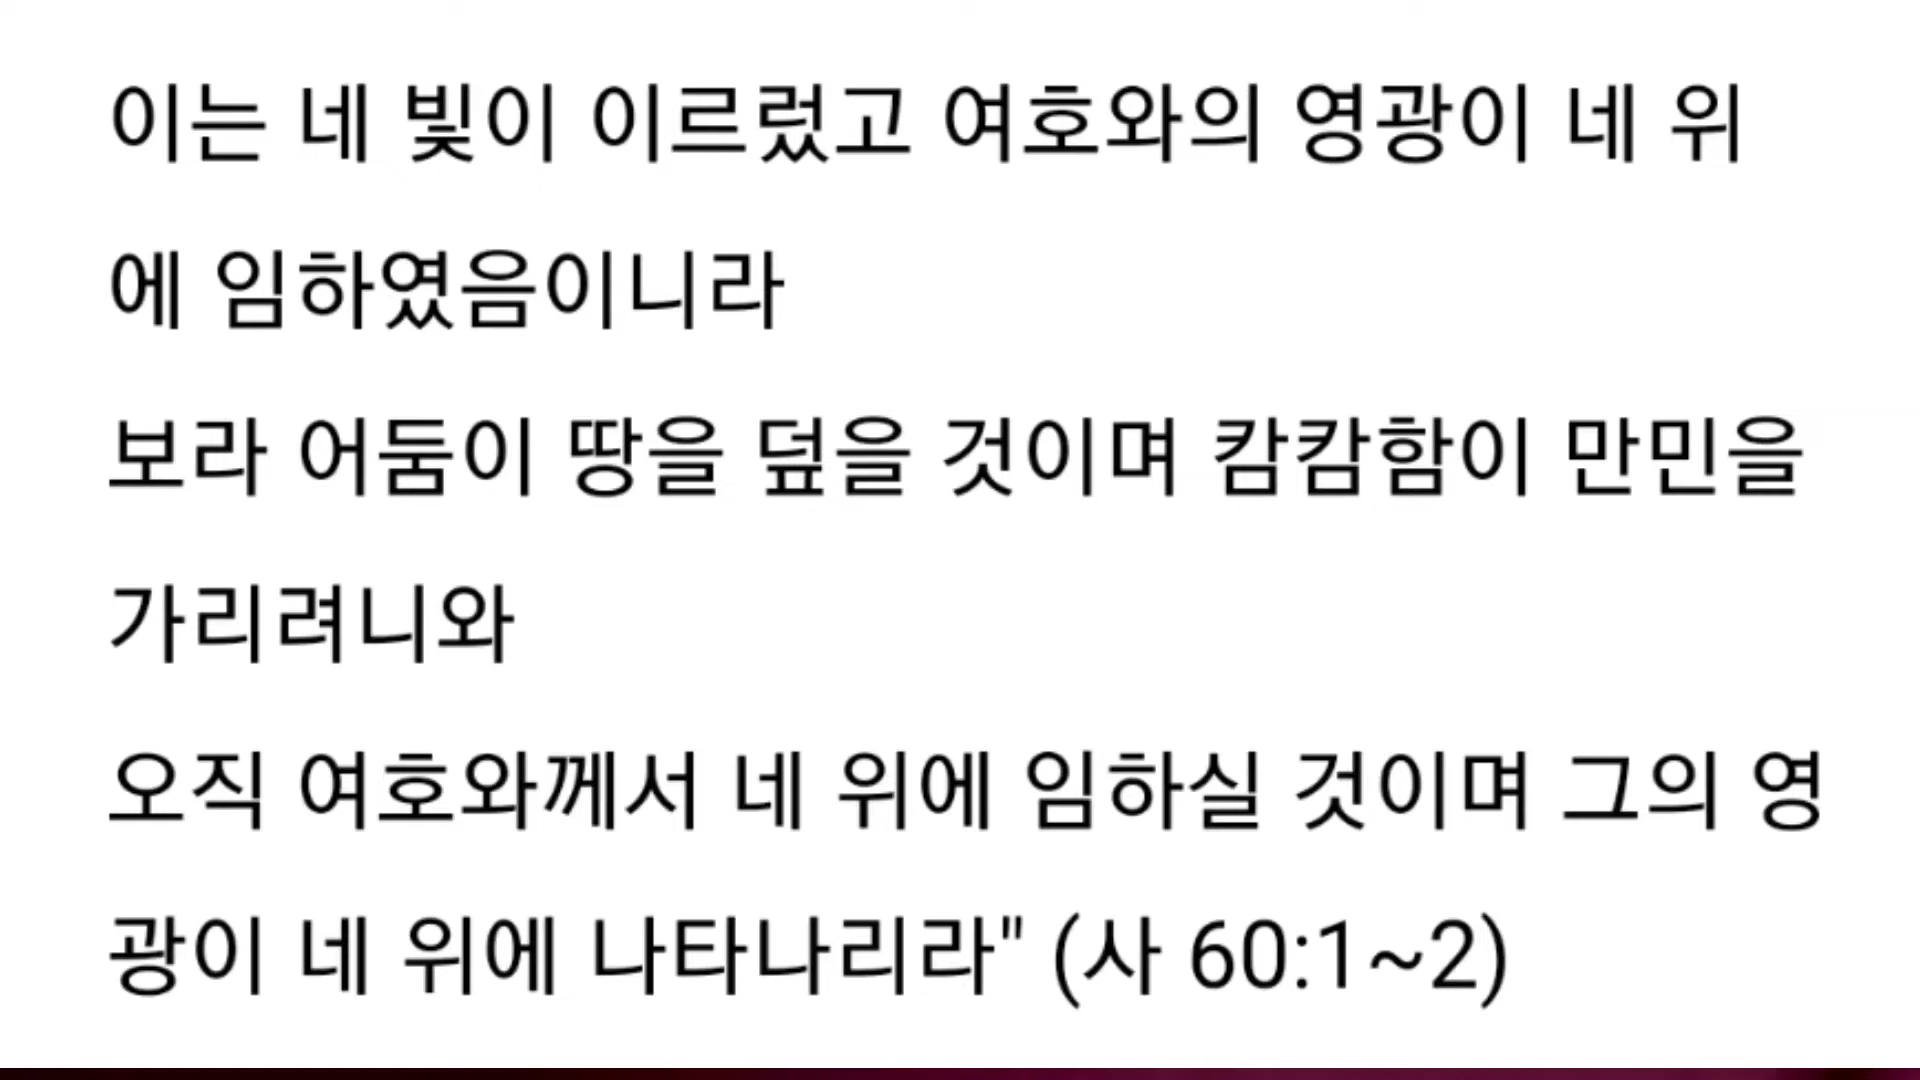 이는 네 빛이 이르렀고 여호와의 영광이 네 위
에 임하였음이니라
보라 어둠이 땅을 덮을 것이며 캄캄함이 만민을
가리려니와
오직 여호와께서 네 위에 임하실 것이며 그의 영
광이 네 위에 나타나리라" (사 60:1~2)